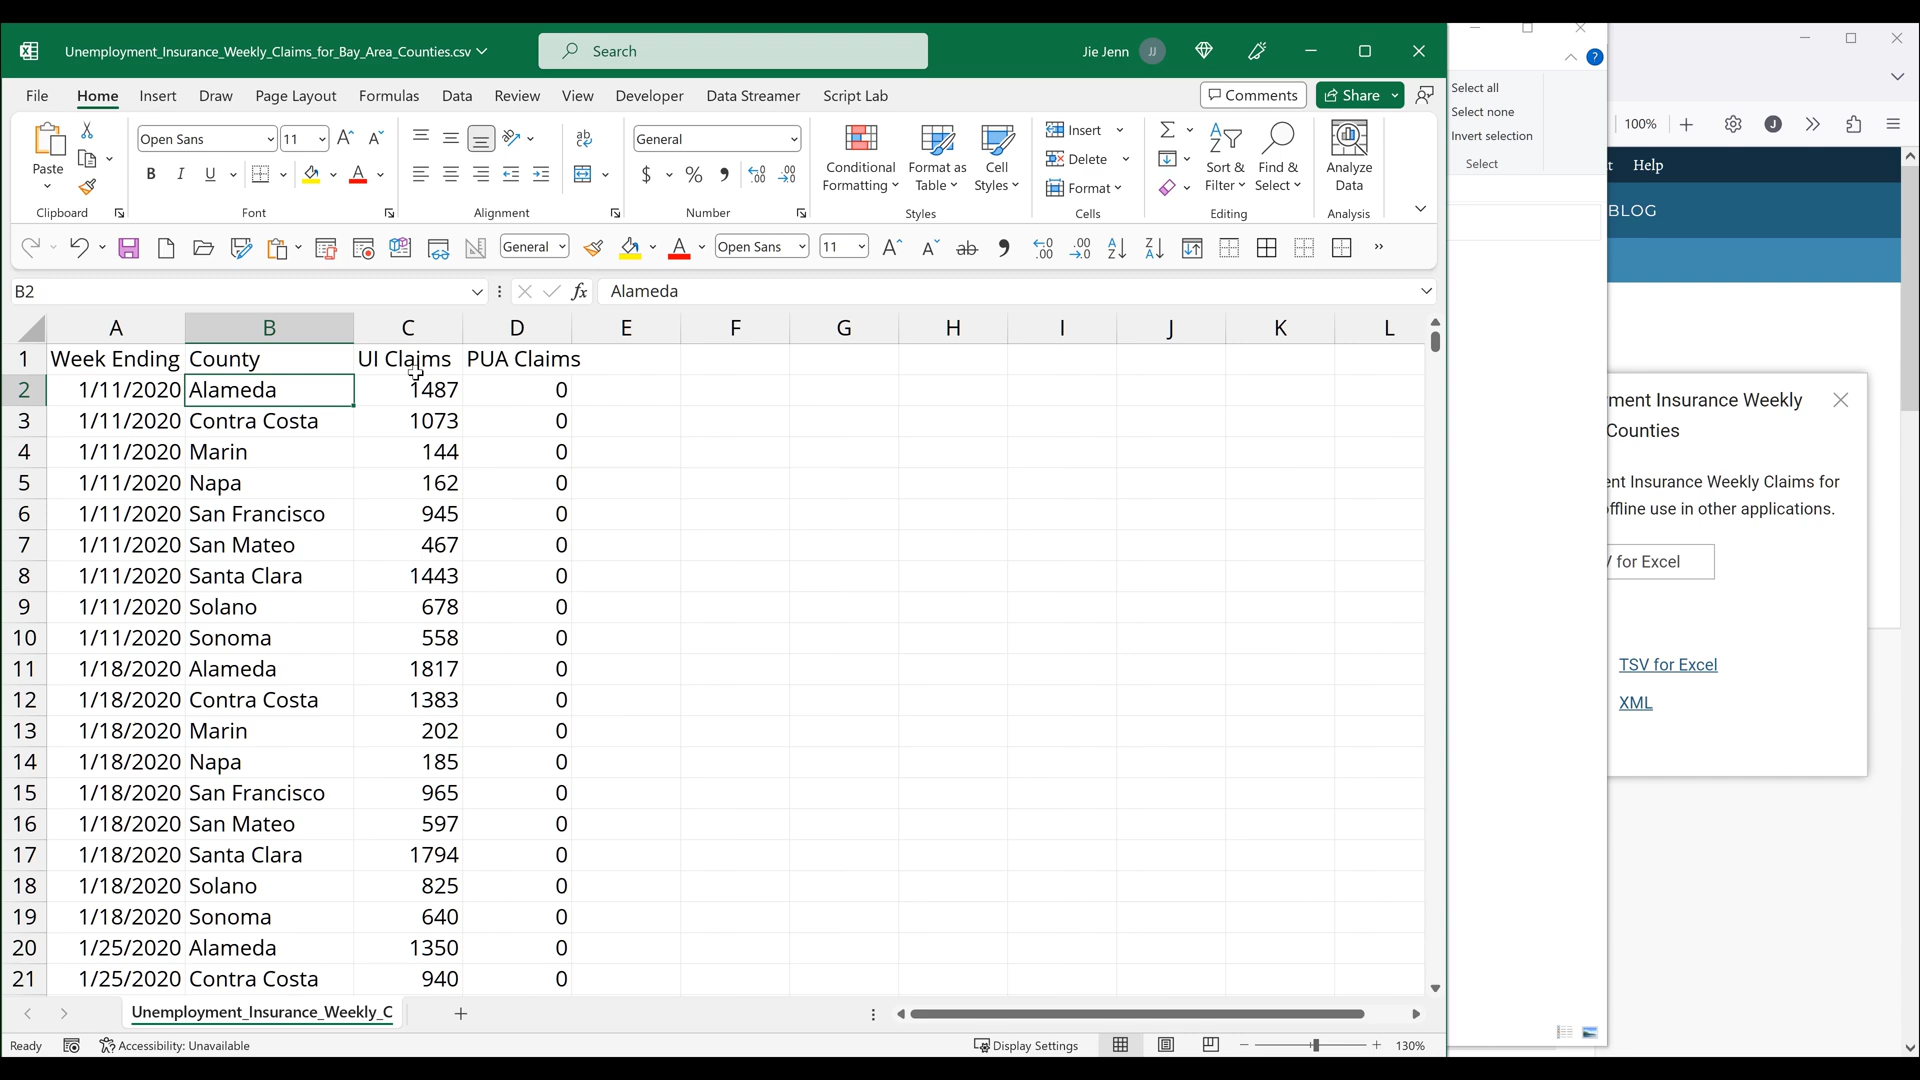 Unemployment_Insurance_Weekly_Claims_for_Bay_Area_Counties.csv
Search
Jie Jenn
JJ
File Home Insert Draw Page Layout Formulas Data Review View Developer Data Streamer Script Lab
Comments
Share
Paste
Clipboard
Open Sans 11
B I U
Font
ab
Alignment
General
$ % , .00
Number
Conditional
Formatting
Format as
Table
Cell
Styles
Styles
Insert
Delete
Format
Cells
Sort &
Filter
Find &
Select
Editing
Analyze
Data
Analysis
General
Open Sans
11
ab
B2
fx
Alameda
A B C D E F G H I J K L
1 Week Ending County UI Claims PUA Claims
2 1/11/2020 Alameda 1487 0
3 1/11/2020 Contra Costa 1073 0
4 1/11/2020 Marin 144 0
5 1/11/2020 Napa 162 0
6 1/11/2020 San Francisco 945 0
7 1/11/2020 San Mateo 467 0
8 1/11/2020 Santa Clara 1443 0
9 1/11/2020 Solano 678 0
10 1/11/2020 Sonoma 558 0
11 1/18/2020 Alameda 1817 0
12 1/18/2020 Contra Costa 1383 0
13 1/18/2020 Marin 202 0
14 1/18/2020 Napa 185 0
15 1/18/2020 San Francisco 965 0
16 1/18/2020 San Mateo 597 0
17 1/18/2020 Santa Clara 1794 0
18 1/18/2020 Solano 825 0
19 1/18/2020 Sonoma 640 0
20 1/25/2020 Alameda 1350 0
21 1/25/2020 Contra Costa 940 0
Unemployment_Insurance_Weekly_C
Ready
Accessibility: Unavailable
Display Settings
130%
Select all
Select none
Invert selection
Select
100%
J
t Help
BLOG
ment Insurance Weekly
Counties
ent Insurance Weekly Claims for
offline use in other applications.
V for Excel
TSV for Excel
XML